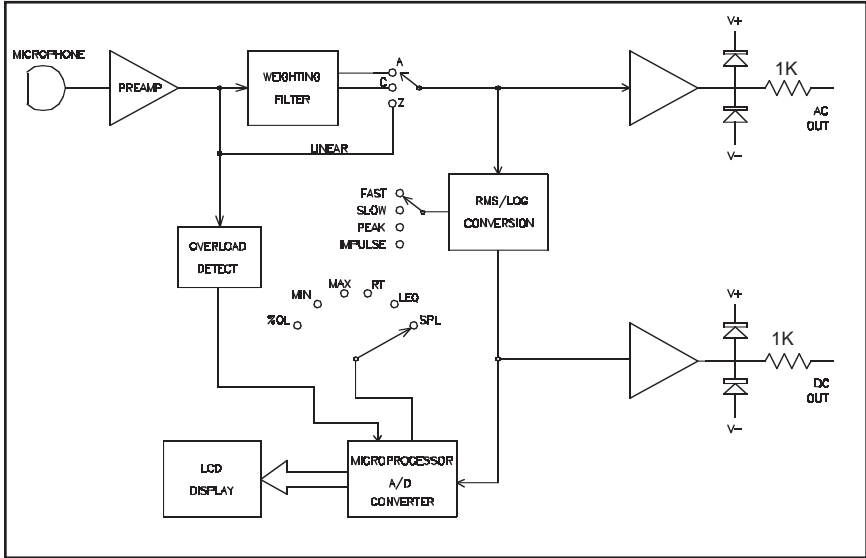 MICROPHONE
PREAMP
WEIGHTING
FILTER
A
C
Z
LINEAR
V+
V-
1K
AC
OUT
FAST
SLOW
PEAK
IMPULSE
RMS/LOG
CONVERSION
OVERLOAD
DETECT
%OL
MIN
MAX
RT
LEQ
SPL
V+
V-
1K
DC
OUT
LCD
DISPLAY
MICROPROCESSOR
A/D
CONVERTER